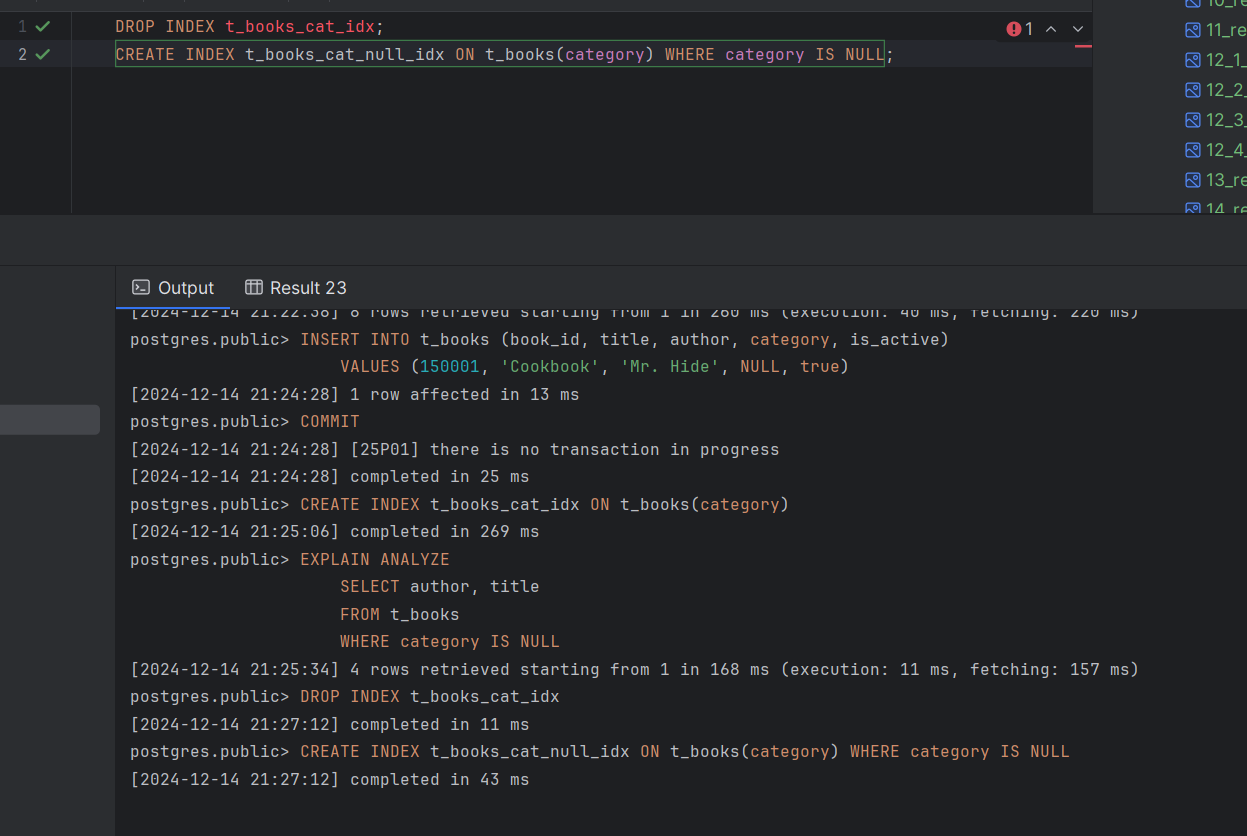 1 DROP INDEX t_books_cat_idx;
2 CREATE INDEX t_books_cat_null_idx ON t_books(category) WHERE category IS NULL;
1
10_re
11_re
12_1_
12_2_
12_3_
12_4_
13_re
14_re
Output Result 23
[2024-12-14 21:22:38] 8 rows retrieved starting from 1 in 260 ms (execution: 40 ms, fetching: 220 ms)
postgres.public> INSERT INTO t_books (book_id, title, author, category, is_active)
VALUES (150001, 'Cookbook', 'Mr. Hide', NULL, true)
[2024-12-14 21:24:28] 1 row affected in 13 ms
postgres.public> COMMIT
[2024-12-14 21:24:28] [25P01] there is no transaction in progress
[2024-12-14 21:24:28] completed in 25 ms
postgres.public> CREATE INDEX t_books_cat_idx ON t_books(category)
[2024-12-14 21:25:06] completed in 269 ms
postgres.public> EXPLAIN ANALYZE
SELECT author, title
FROM t_books
WHERE category IS NULL
[2024-12-14 21:25:34] 4 rows retrieved starting from 1 in 168 ms (execution: 11 ms, fetching: 157 ms)
postgres.public> DROP INDEX t_books_cat_idx
[2024-12-14 21:27:12] completed in 11 ms
postgres.public> CREATE INDEX t_books_cat_null_idx ON t_books(category) WHERE category IS NULL
[2024-12-14 21:27:12] completed in 43 ms